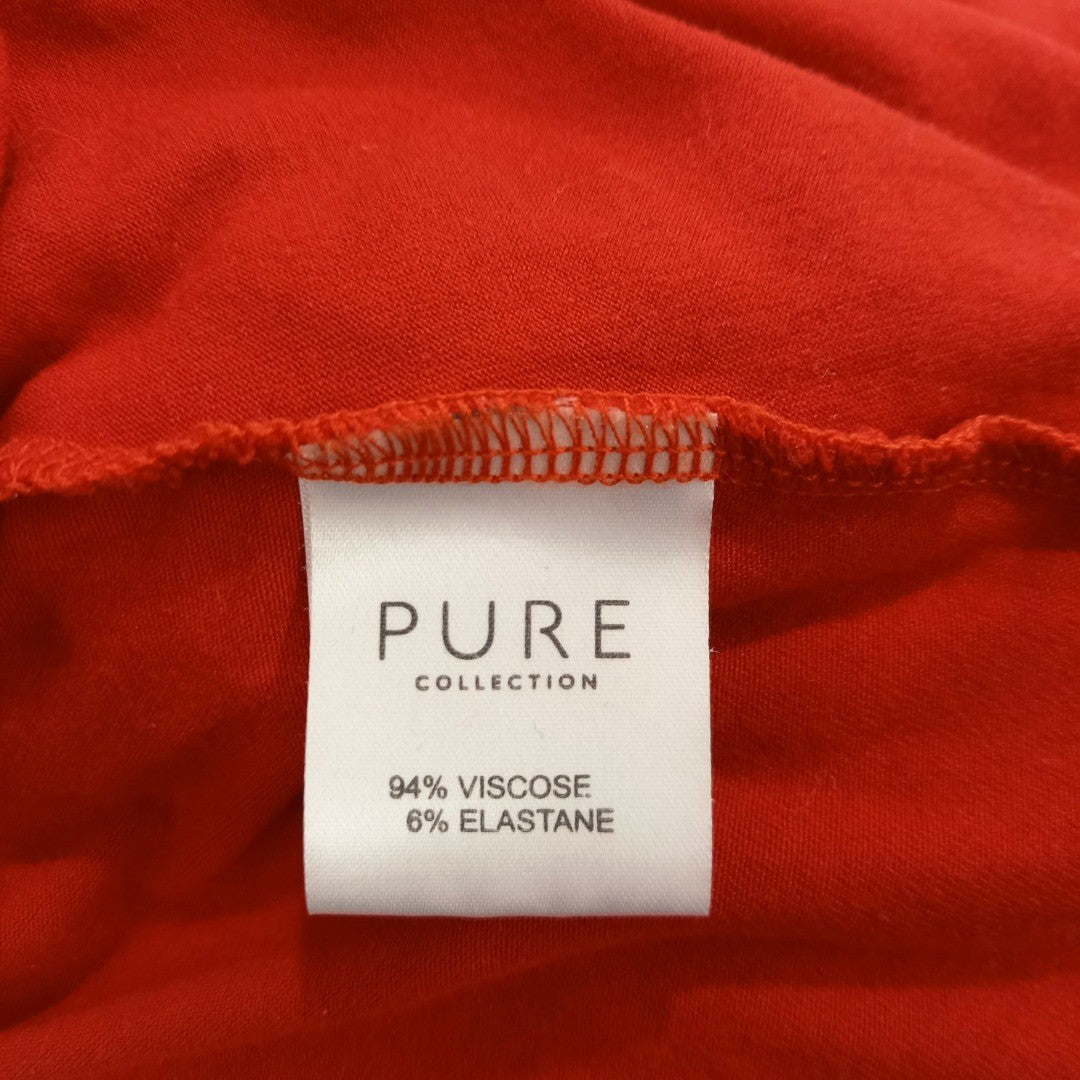 PURE
COLLECTION
94% VISCOSE
6% ELASTANE